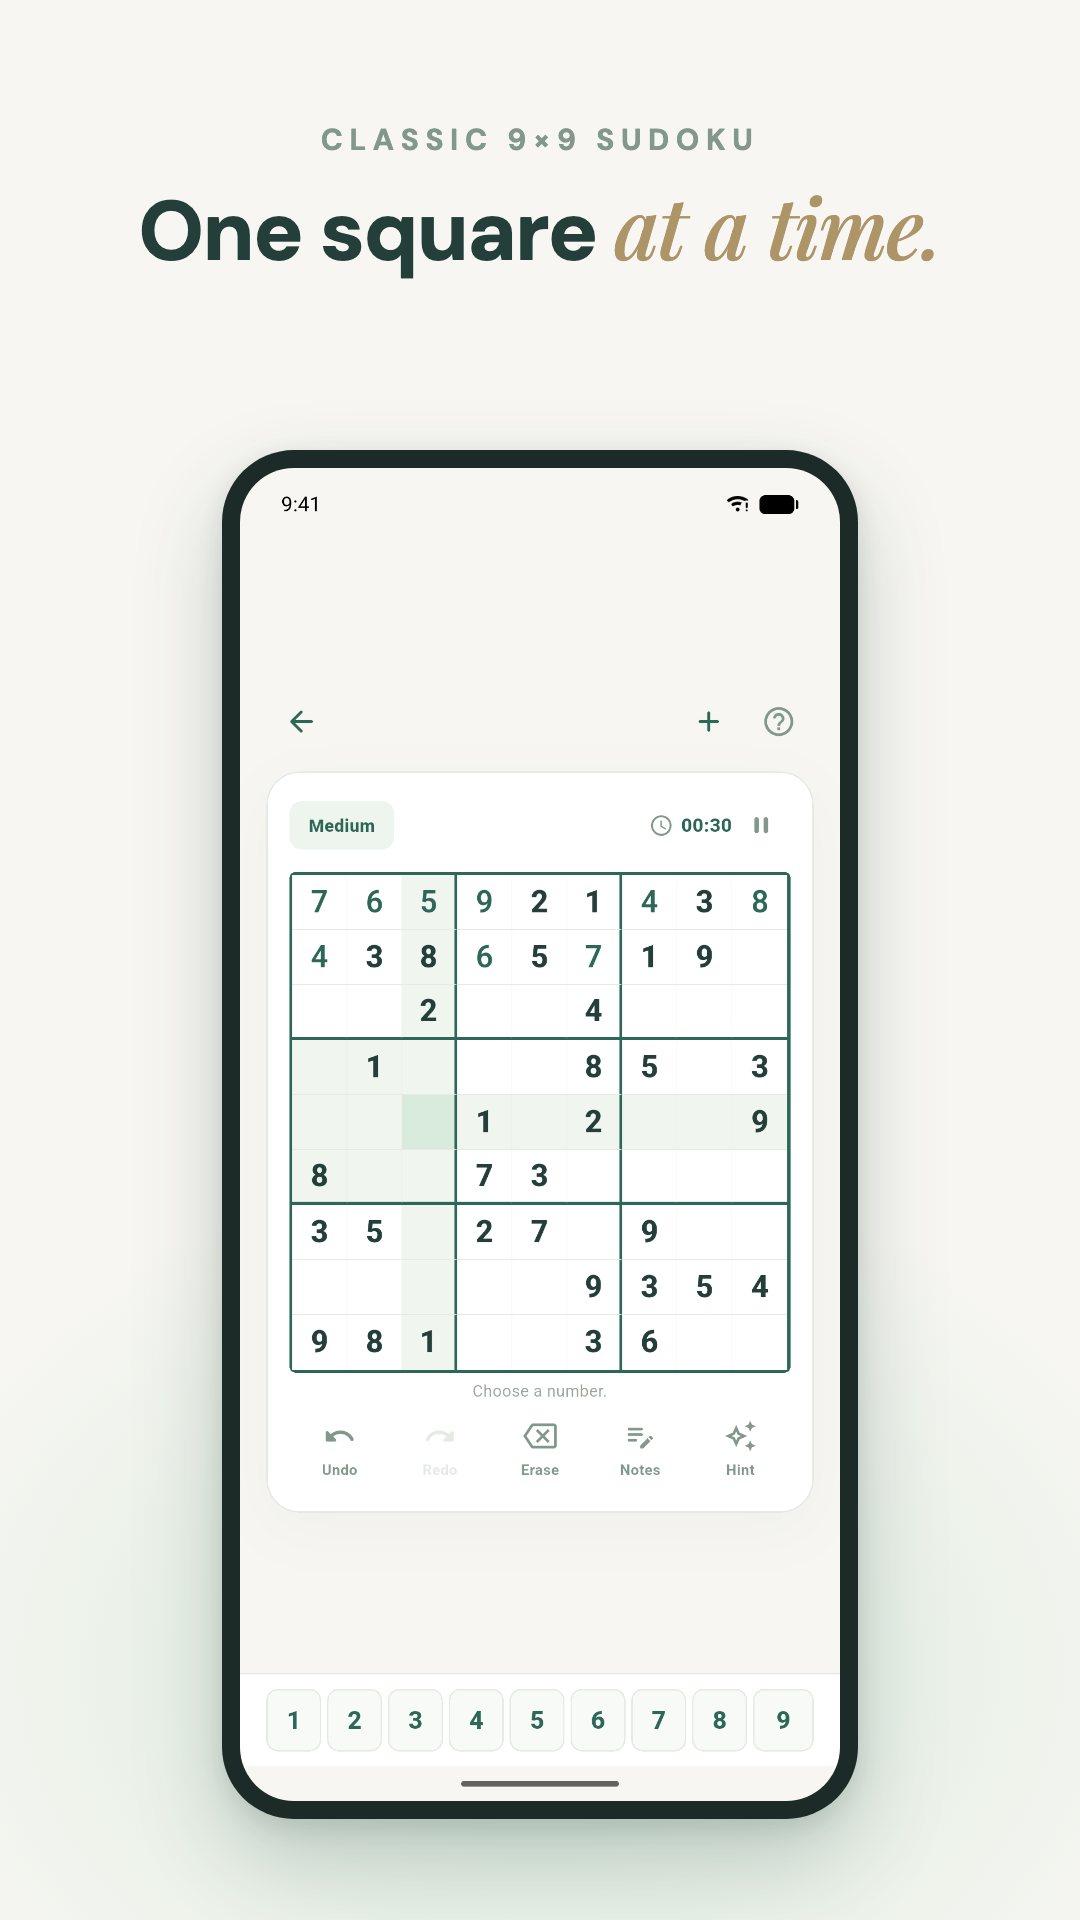 CLASSIC 9×9 SUDOKU
One square at a time.
9:41
Medium 00:30
7 6 5 9 2 1 4 3 8
4 3 8 6 5 7 1 9
2 4
1 8 5 3
1 2 9
8 7 3
3 5 2 7 9
9 3 5 4
9 8 1 3 6
Choose a number.
Undo Redo Erase Notes Hint
1 2 3 4 5 6 7 8 9